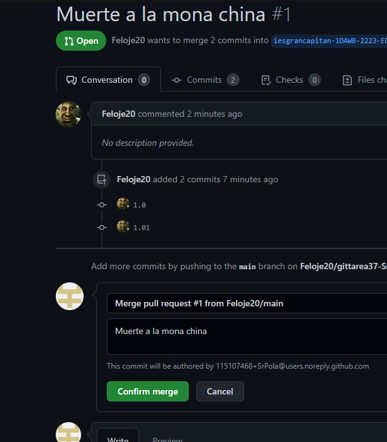 Muerte a la mona china #1
Open
Feloje20 wants to merge 2 commits into iesgrancapitan-1DAWB-2223-ED
Conversation 0
Commits 2
Checks 0
Files ch
Feloje20 commented 2 minutes ago
No description provided.
Feloje20 added 2 commits 7 minutes ago
1.0
1.01
Add more commits by pushing to the main branch on Feloje20/gittarea37-Sr
Merge pull request #1 from Feloje20/main
Muerte a la mona china
This commit will be authored by 115107468+SrPola@users.noreply.github.com
Confirm merge
Cancel
Write
Preview